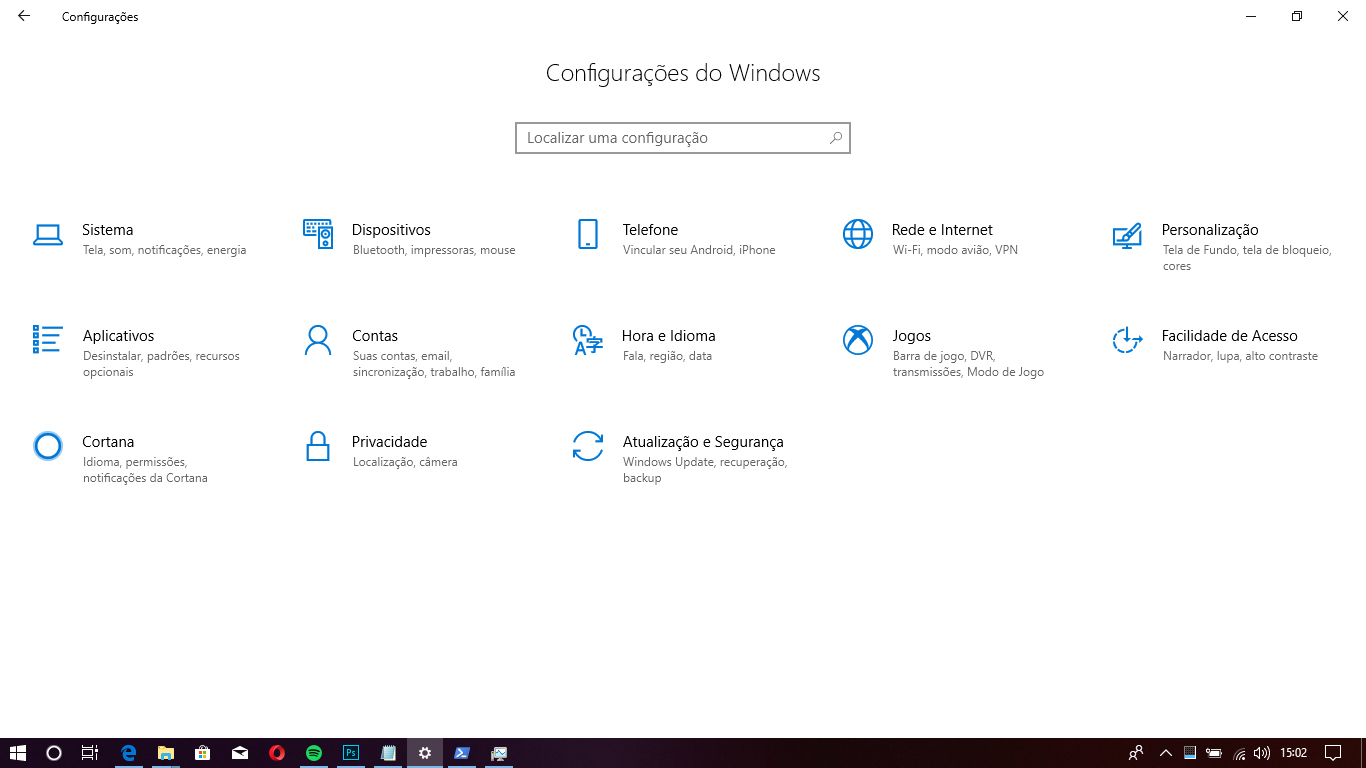 Configurações
Configurações do Windows
Localizar uma configuração
Sistema
Tela, som, notificações, energia
Dispositivos
Bluetooth, impressoras, mouse
Telefone
Vincular seu Android, iPhone
Rede e Internet
Wi-Fi, modo avião, VPN
Personalização
Tela de Fundo, tela de bloqueio,
cores
Aplicativos
Desinstalar, padrões, recursos
opcionais
Contas
Suas contas, email,
sincronização, trabalho, família
Hora e Idioma
Fala, região, data
Jogos
Barra de jogo, DVR,
transmissões, Modo de Jogo
Facilidade de Acesso
Narrador, lupa, alto contraste
Cortana
Idioma, permissões,
notificações da Cortana
Privacidade
Localização, câmera
Atualização e Segurança
Windows Update, recuperação,
backup
Ps
15:02